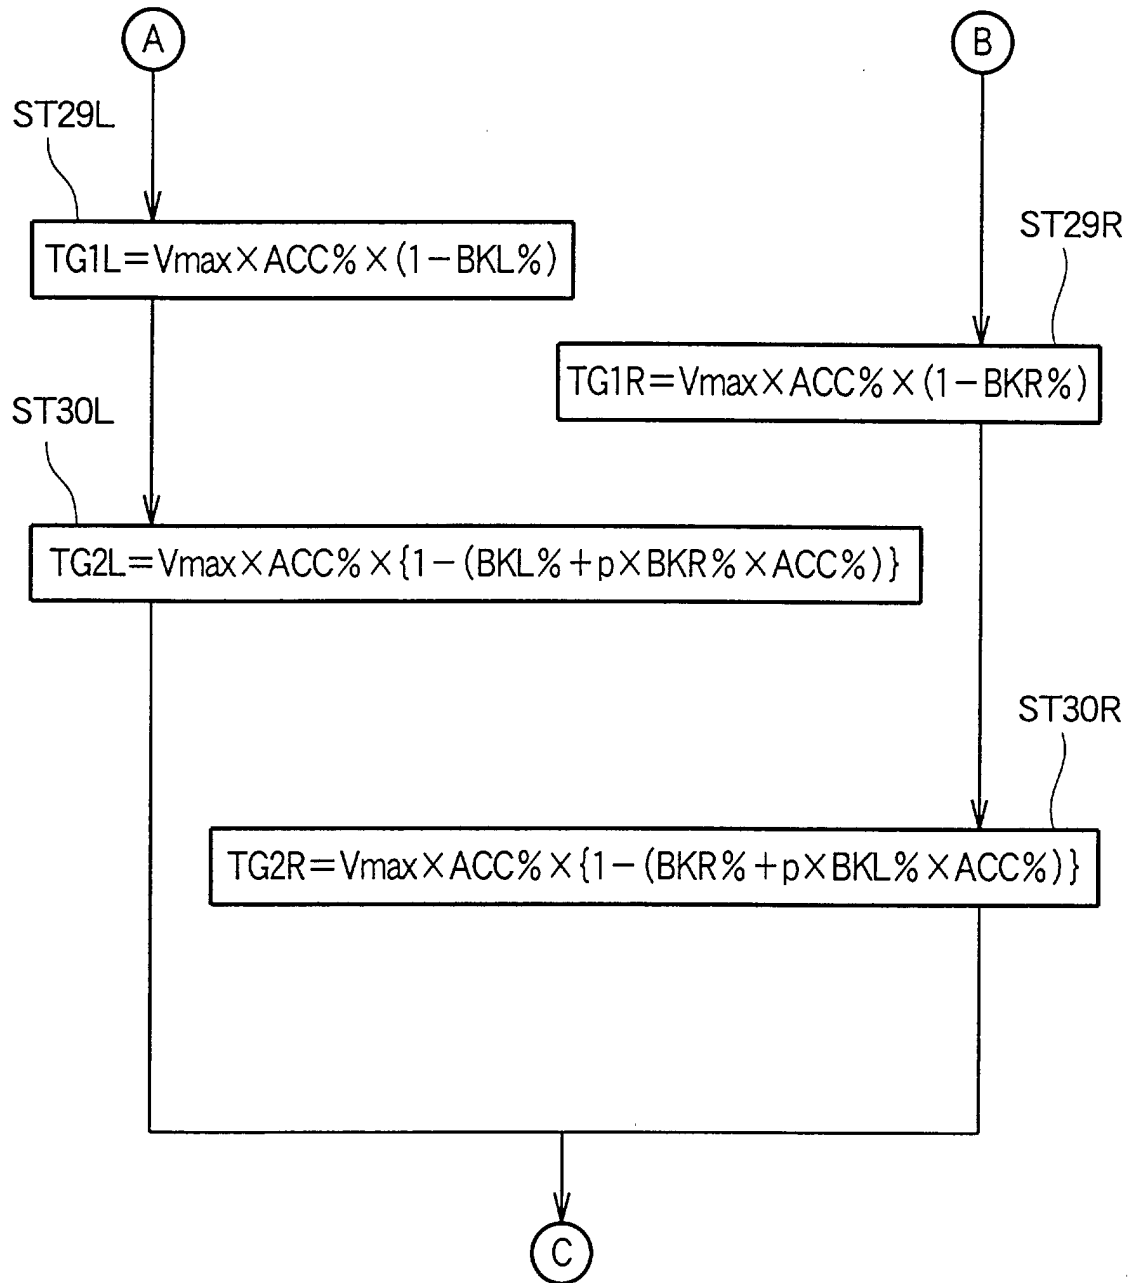 A
B
ST29L
TG1L=Vmax×ACC%×(1−BKL%)
ST29R
TG1R=Vmax×ACC%×(1−BKR%)
ST30L
TG2L=Vmax×ACC%×{1−(BKL%+p×BKR%×ACC%)}
ST30R
TG2R=Vmax×ACC%×{1−(BKR%+p×BKL%×ACC%)}
C